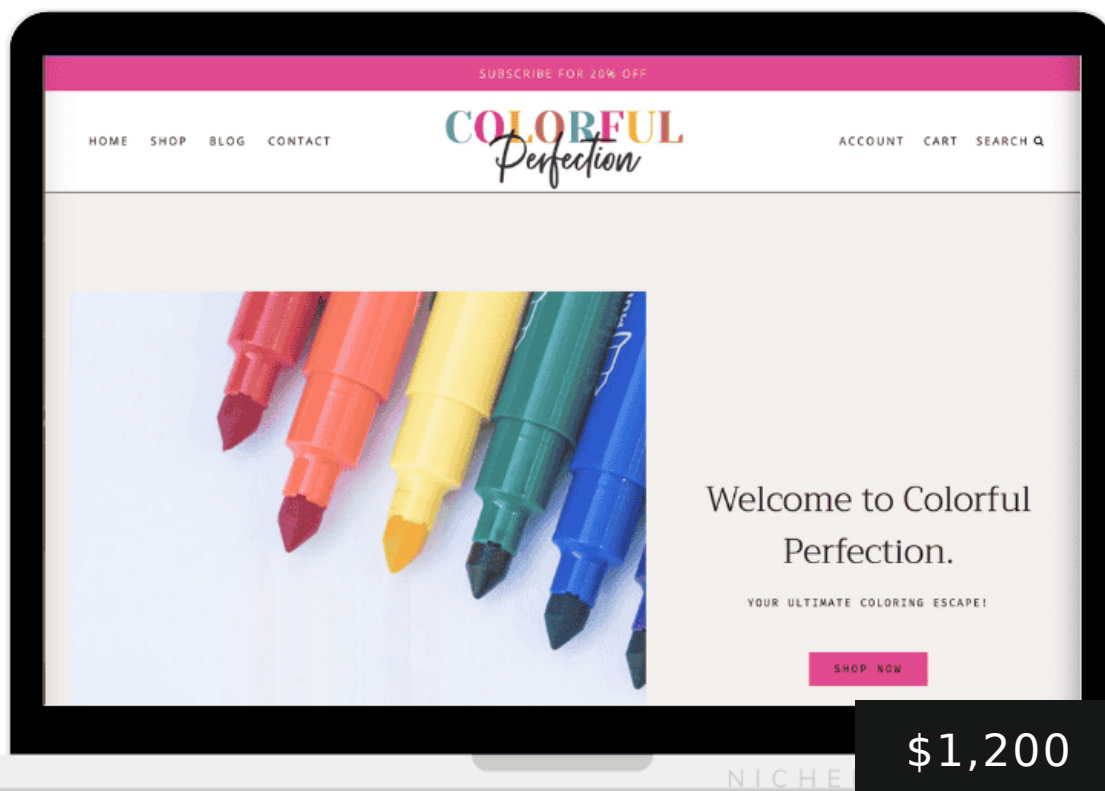 SUBSCRIBE FOR 20% OFF
HOME SHOP BLOG CONTACT
COLORFUL
Perfection
ACCOUNT CART SEARCH
Welcome to Colorful
Perfection.
YOUR ULTIMATE COLORING ESCAPE!
SHOP NOW
$1,200